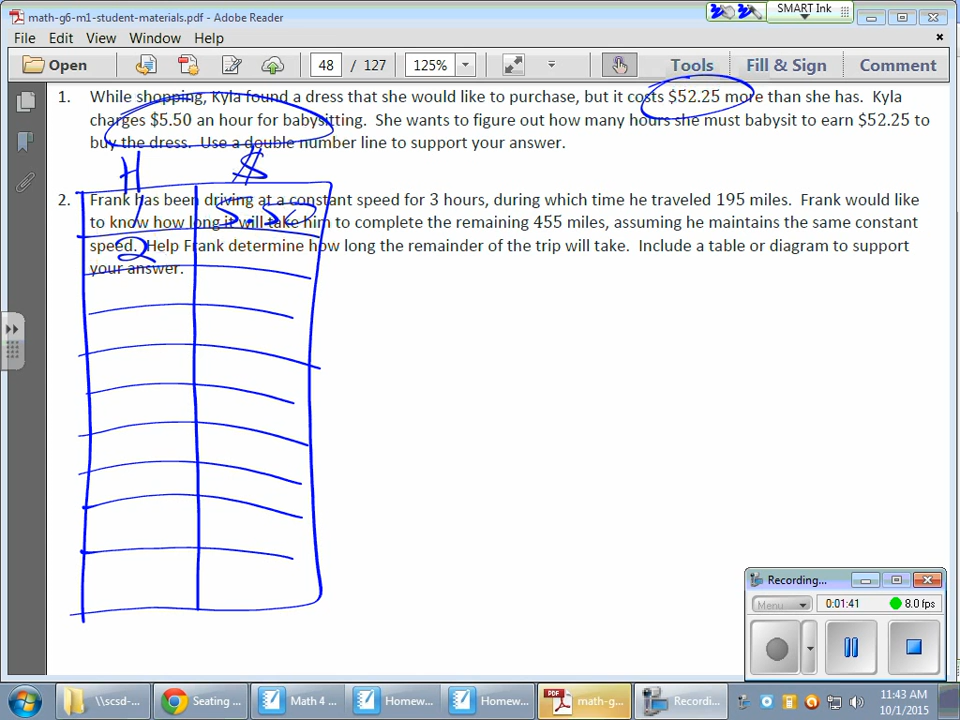 math-g6-m1-student-materials.pdf - Adobe Reader
SMART Ink
File Edit View Window Help
Open
48 / 127
125%
Tools
Fill & Sign
Comment
1. While shopping, Kyla found a dress that she would like to purchase, but it costs $52.25 more than she has. Kyla
charges $5.50 an hour for babysitting. She wants to figure out how many hours she must babysit to earn $52.25 to
buy the dress. Use a double number line to support your answer.
H $
2. Frank has been driving at a constant speed for 3 hours, during which time he traveled 195 miles. Frank would like
1 5.50
to know how long it will take him to complete the remaining 455 miles, assuming he maintains the same constant
speed. Help Frank determine how long the remainder of the trip will take. Include a table or diagram to support
2
your answer.
Recording...
Menu
0:01:41
8.0 fps
\\scsd-...
Seating ...
Math 4 ...
Homew...
Homew...
math-g...
Recordi...
11:43 AM
10/1/2015